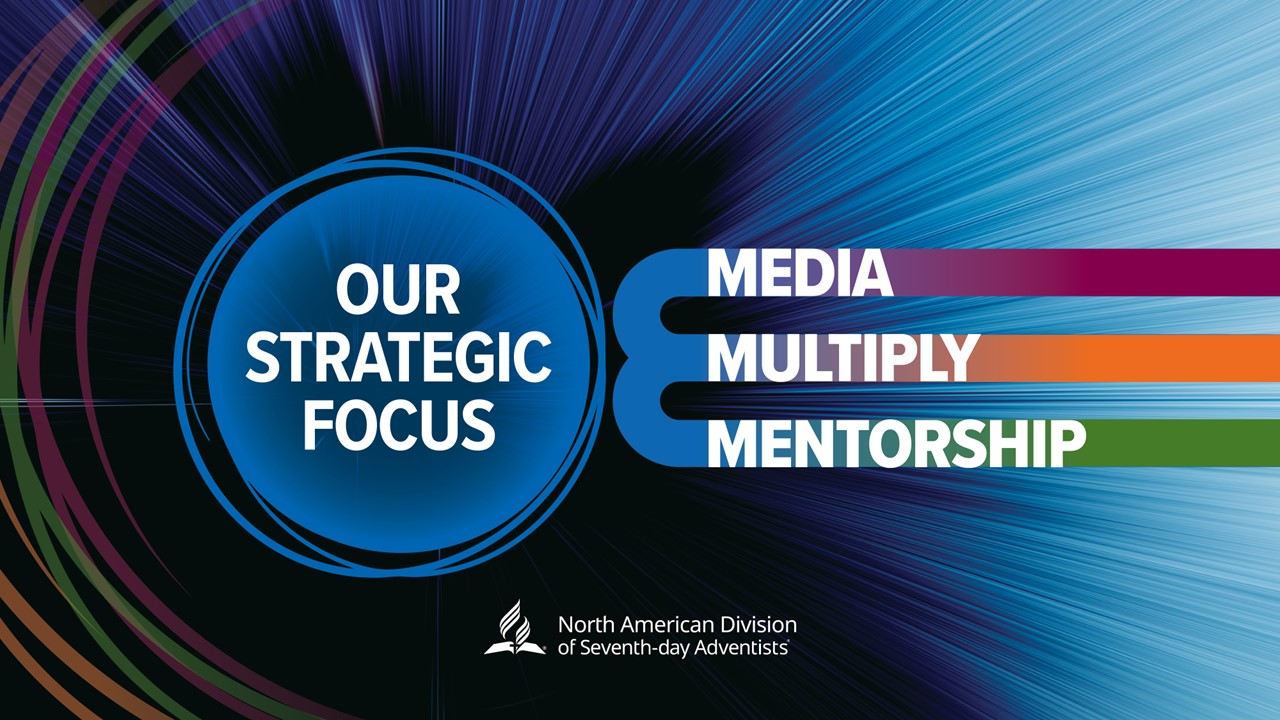 OUR
STRATEGIC
FOCUS
MEDIA
MULTIPLY
MENTORSHIP
North American Division
of Seventh-day Adventists